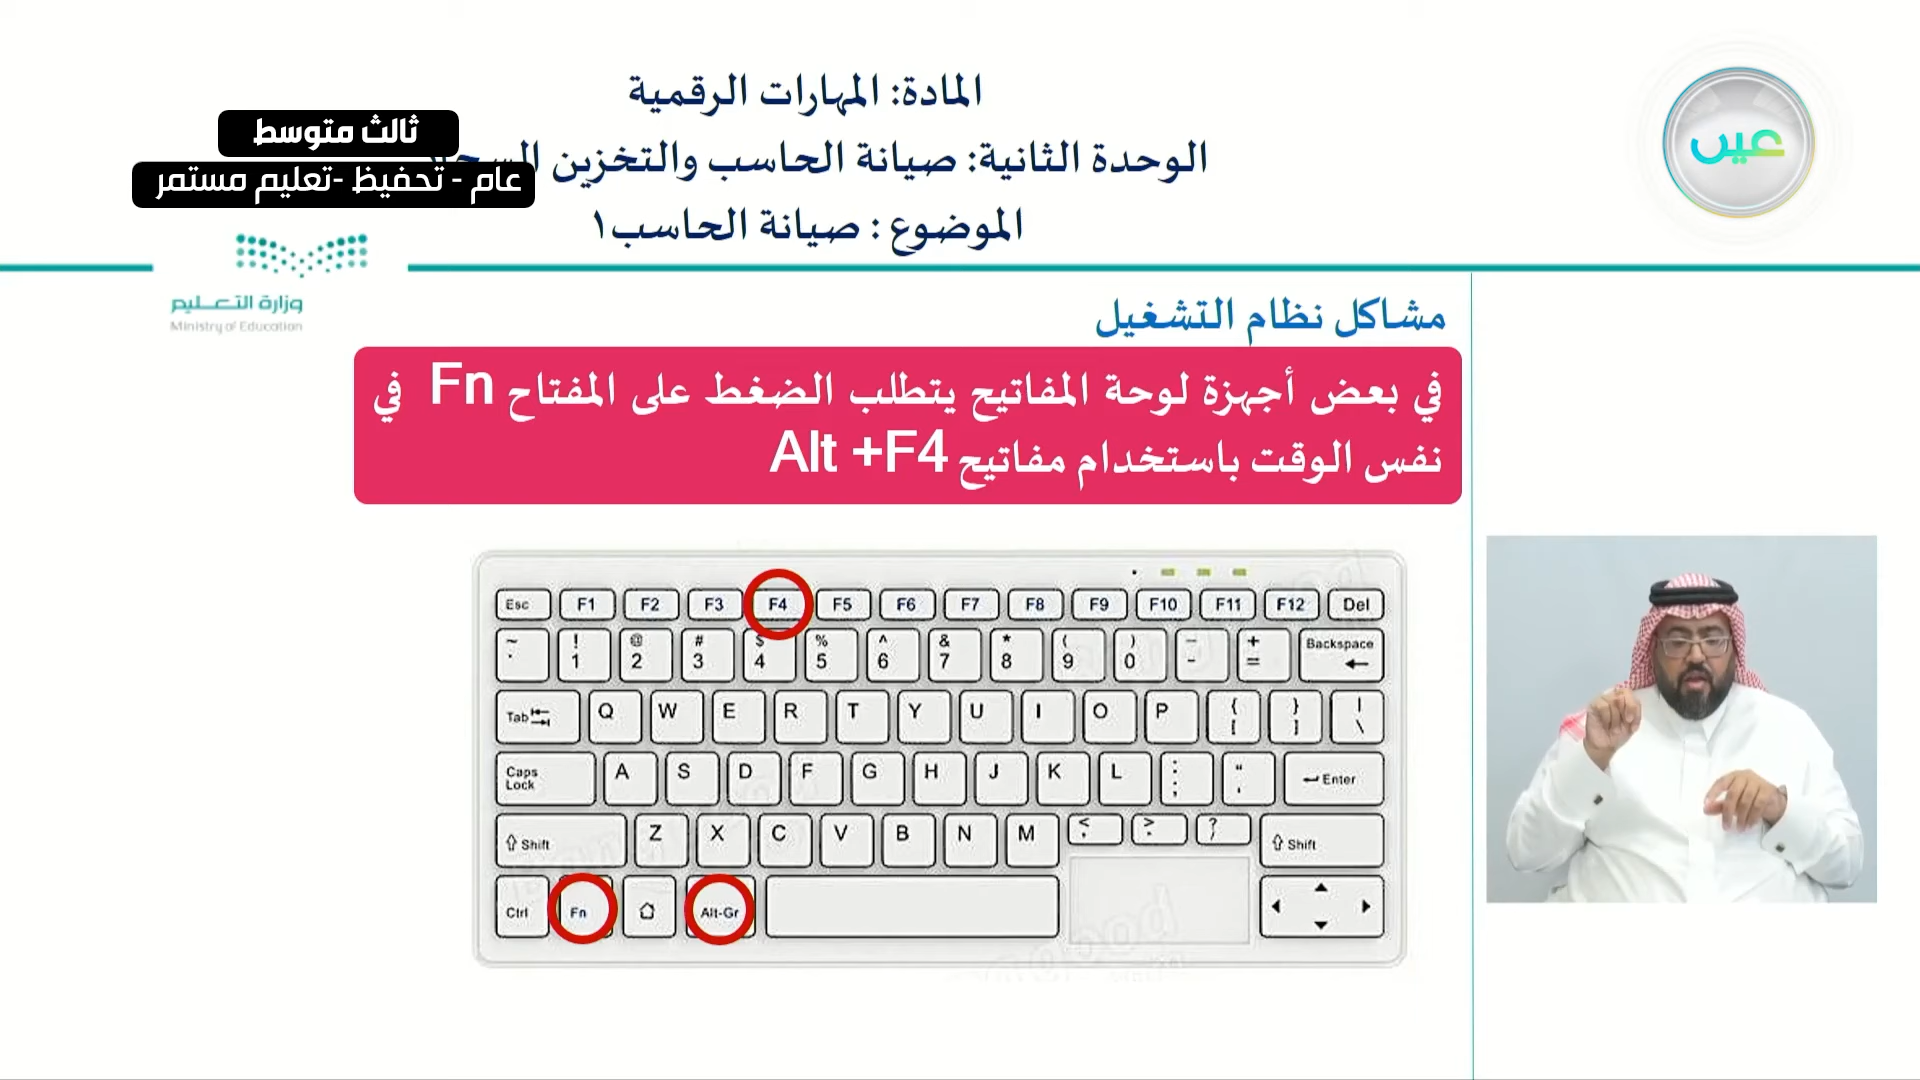 المادة: المهارات الرقمية
ثالث متوسط
الوحدة الثانية: صيانة الحاسب والتخزين
عام - تحفيظ -تعليم مستمر
الموضوع : صيانة الحاسب١
عين
وزارة التعليم
Ministry of Education
مشاكل نظام التشغيل
في بعض أجهزة لوحة المفاتيح يتطلب الضغط على المفتاح Fn في
نفس الوقت باستخدام مفاتيح Alt +F4
Esc F1 F2 F3 F4 F5 F6 F7 F8 F9 F10 F11 F12 Del
~ ! @ # $ % ^ & * ( ) - + Backspace
1 2 3 4 5 6 7 8 9 0 - =
Tab Q W E R T Y U I O P { [ } ] | \
Caps Lock A S D F G H J K L Enter
Shift Z X C V B N M < > ? Shift
Ctrl Fn Alt-Gr